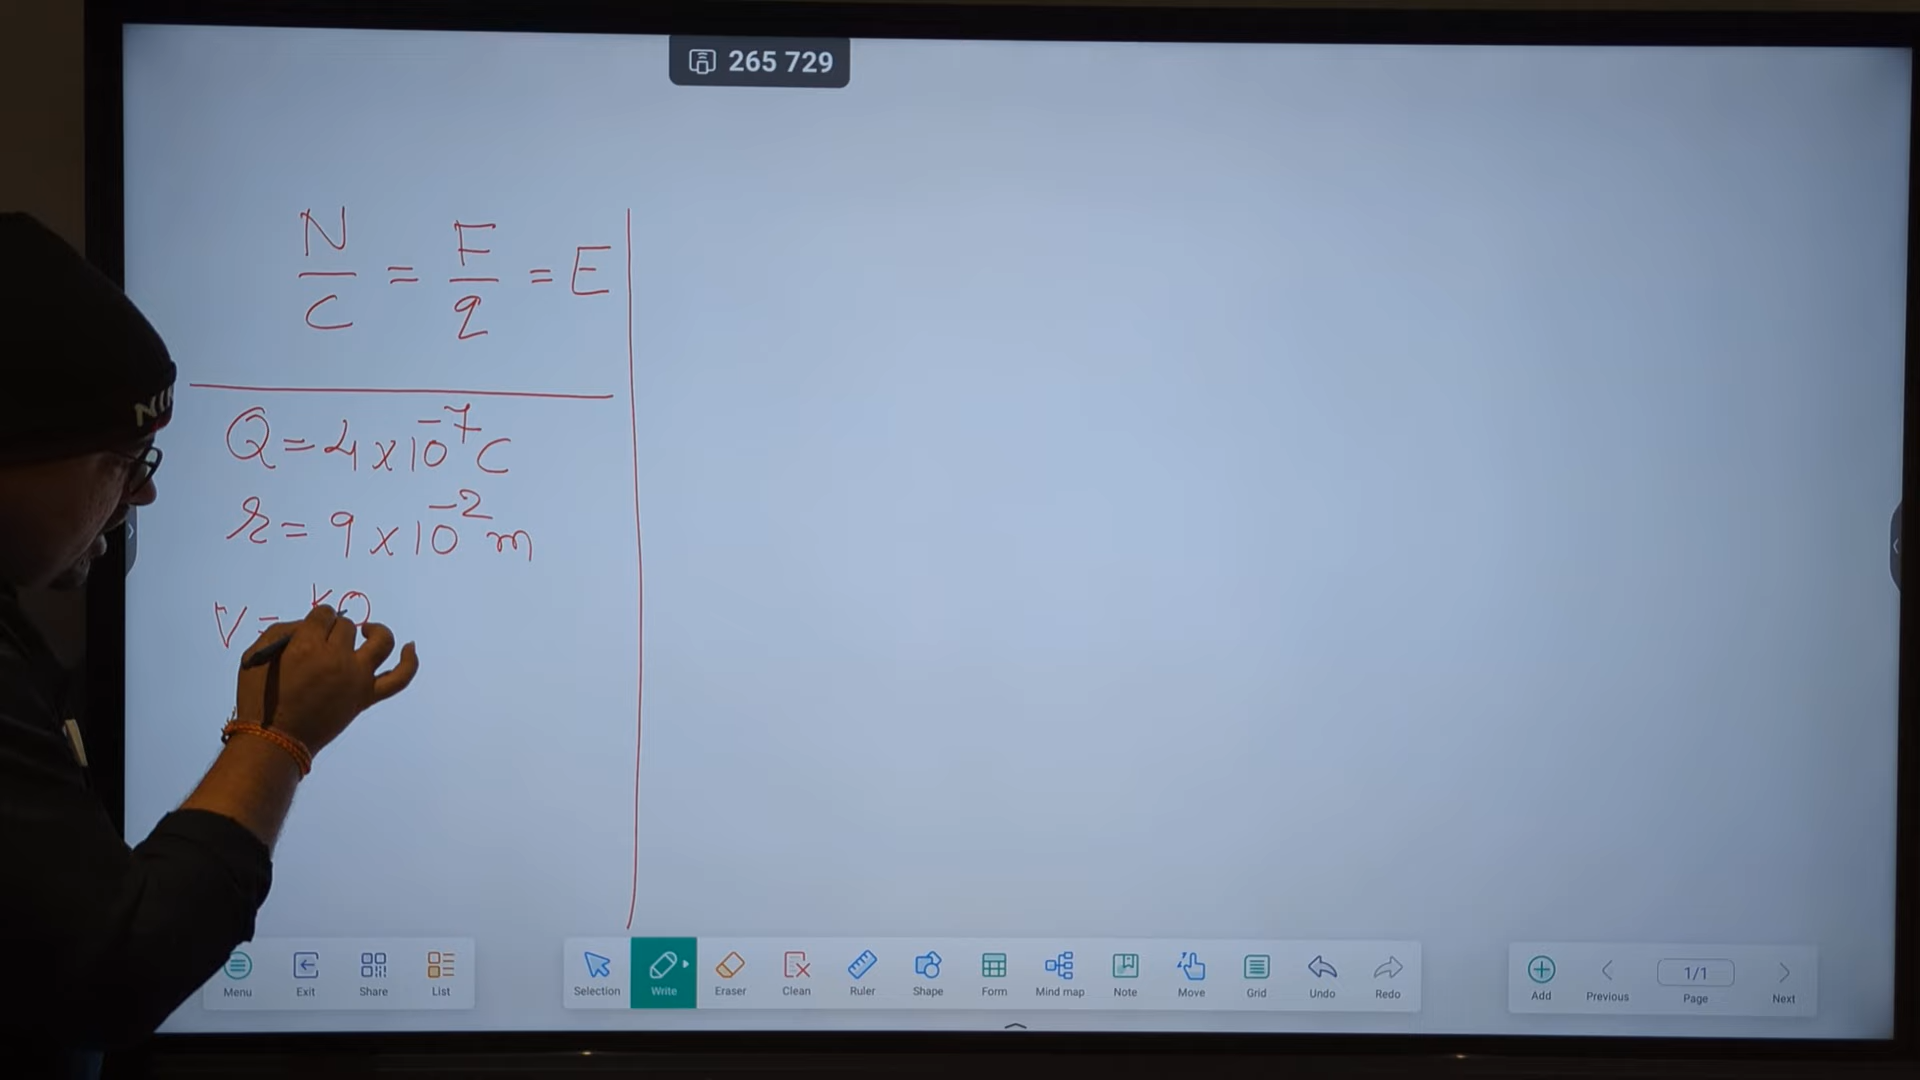 265 729
N/C = F/q = E
Q = 4 x 10^-7 C
r = 9 x 10^-2 m
V = KQ
Menu Exit Share List Selection Write Eraser Clean Ruler Shape Form Mind map Note Move Grid Undo Redo Add Previous 1/1 Page Next